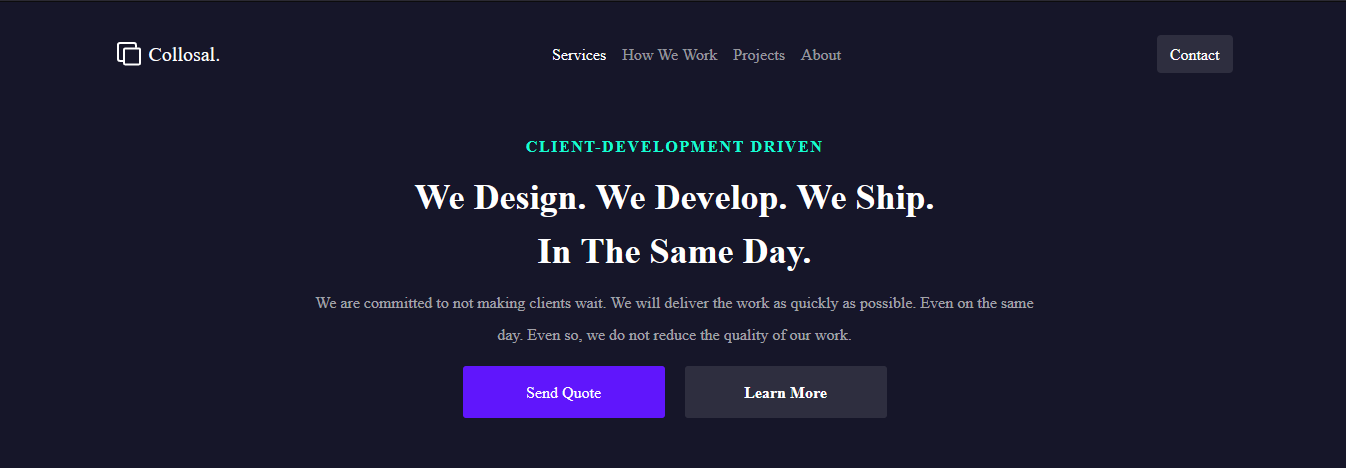 Collosal.
Services How We Work Projects About
Contact
CLIENT-DEVELOPMENT DRIVEN
We Design. We Develop. We Ship.
In The Same Day.
We are committed to not making clients wait. We will deliver the work as quickly as possible. Even on the same
day. Even so, we do not reduce the quality of our work.
Send Quote
Learn More